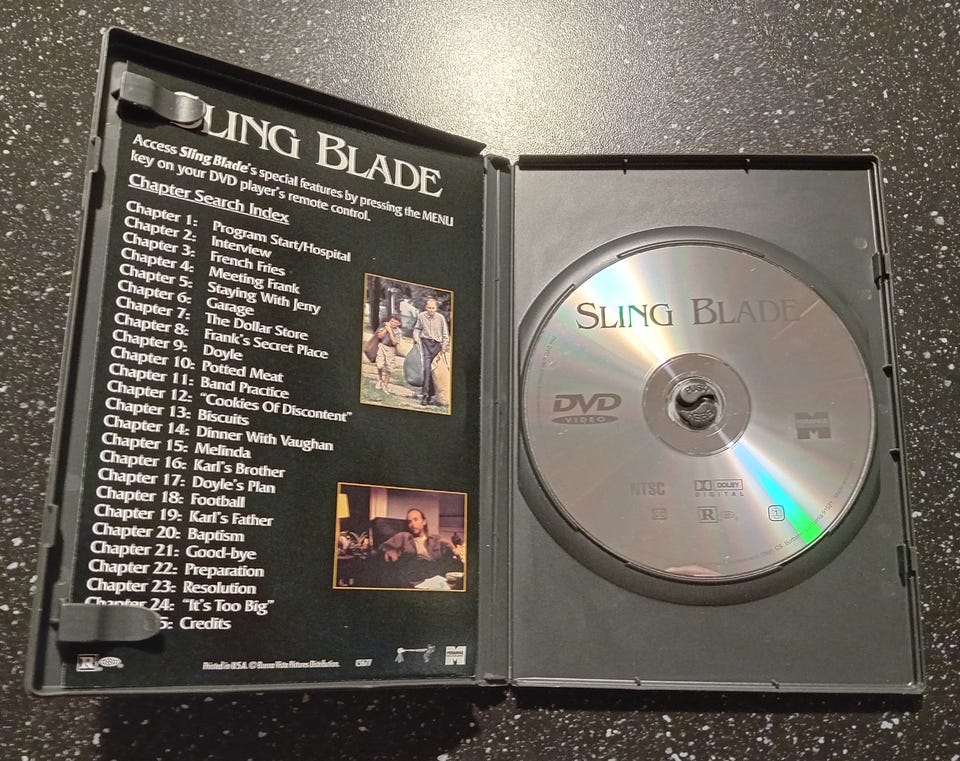 SLING BLADE
Access Sling Blade's special features by pressing the MENU
key on your DVD player's remote control.
Chapter Search Index
Chapter 1: Program Start/Hospital
Chapter 2: Interview
Chapter 3: French Fries
Chapter 4: Meeting Frank
Chapter 5: Staying With Jerry
Chapter 6: Garage
Chapter 7: The Dollar Store
Chapter 8: Frank's Secret Place
Chapter 9: Doyle
Chapter 10: Potted Meat
Chapter 11: Band Practice
Chapter 12: "Cookies Of Discontent"
Chapter 13: Biscuits
Chapter 14: Dinner With Vaughan
Chapter 15: Melinda
Chapter 16: Karl's Brother
Chapter 17: Doyle's Plan
Chapter 18: Football
Chapter 19: Karl's Father
Chapter 20: Baptism
Chapter 21: Good-bye
Chapter 22: Preparation
Chapter 23: Resolution
Chapter 24: "It's Too Big"
5: Credits
R
Printed in U.S.A. © Buena Vista Pictures Distribution.
SLING BLADE
DVD
VIDEO
NTSC
DOLBY
DIGITAL
R
1